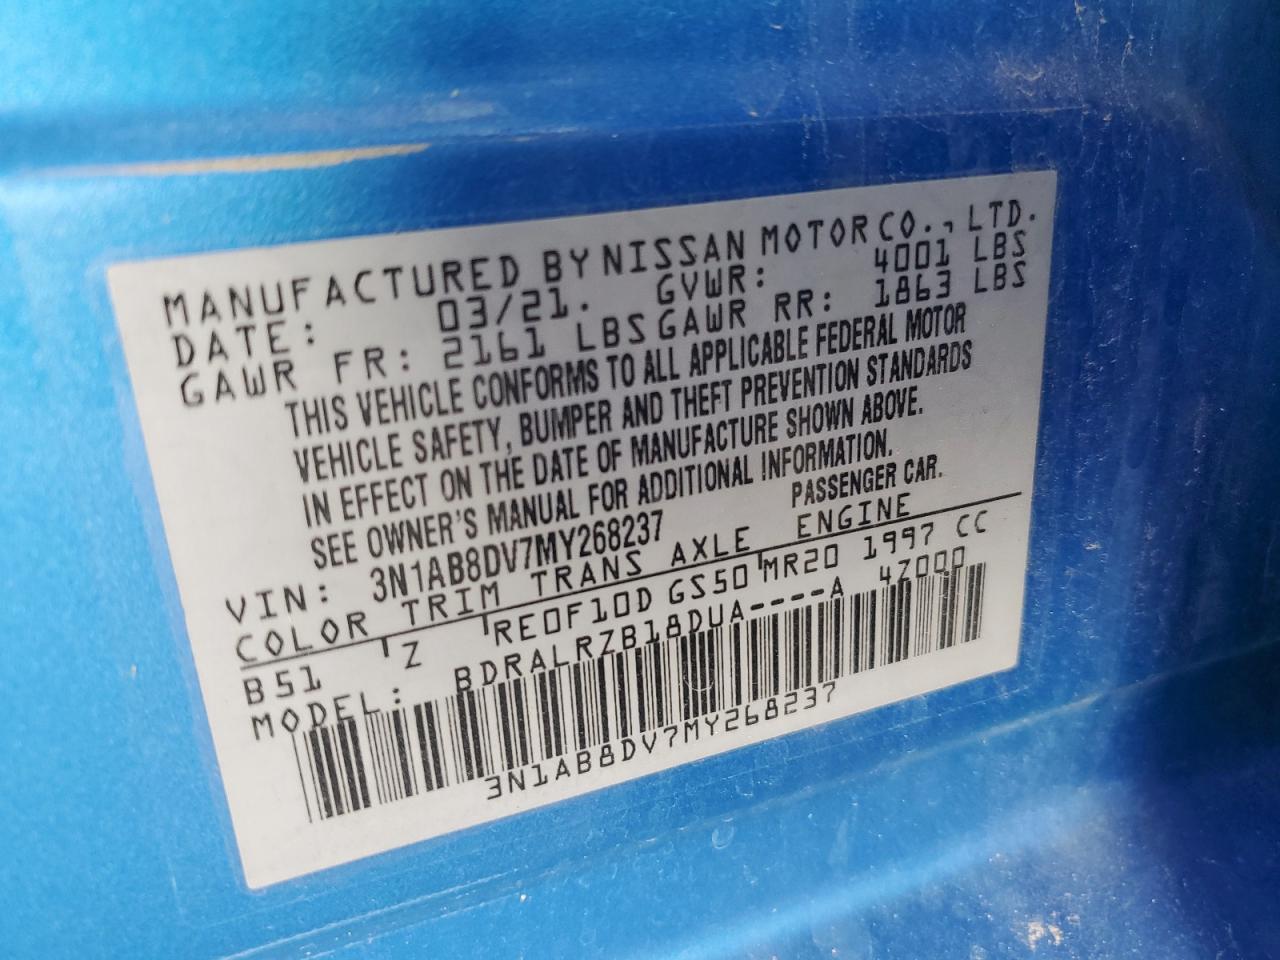 MANUFACTURED BY NISSAN MOTOR CO., LTD.
DATE: 03/21. GVWR: 4001 LBS
GAWR FR: 2161 LBS GAWR RR: 1863 LBS
THIS VEHICLE CONFORMS TO ALL APPLICABLE FEDERAL MOTOR
VEHICLE SAFETY, BUMPER AND THEFT PREVENTION STANDARDS
IN EFFECT ON THE DATE OF MANUFACTURE SHOWN ABOVE.
SEE OWNER'S MANUAL FOR ADDITIONAL INFORMATION.
VIN: 3N1AB8DV7MY268237 PASSENGER CAR.
COLOR TRIM TRANS AXLE ENGINE
B51 Z RE0F10D GS50 MR20 1997 CC
MODEL: BDRALRZB18DUA----A 4Z000
3N1AB8DV7MY268237